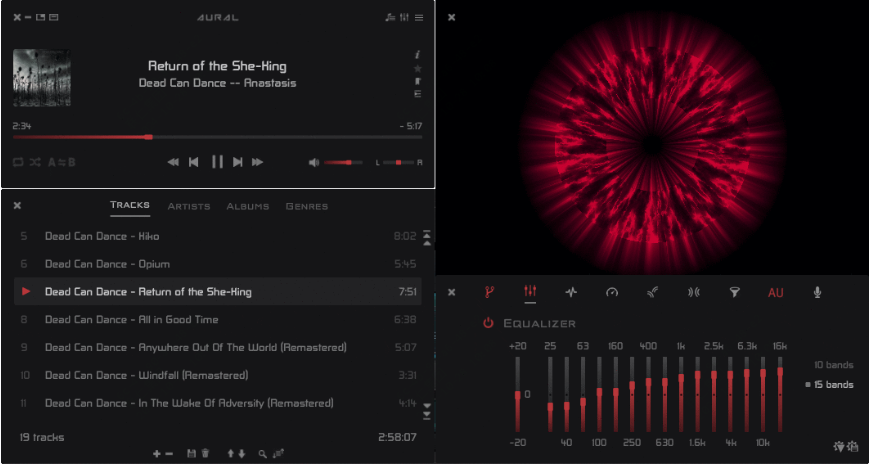 AURAL
Return of the She-King
Dead Can Dance -- Anastasis
2:34
- 5:17
A B
L R
Tracks Artists Albums Genres
5 Dead Can Dance - Kiko 8:02
6 Dead Can Dance - Opium 5:45
Dead Can Dance - Return of the She-King 7:51
8 Dead Can Dance - All in Good Time 6:38
9 Dead Can Dance - Anywhere Out Of The World (Remastered) 5:07
10 Dead Can Dance - Windfall (Remastered) 3:31
11 Dead Can Dance - In The Wake Of Adversity (Remastered) 4:14
19 tracks 2:58:07
AU
Equalizer
+20 25 63 160 400 1k 2.5k 6.3k 16k
10 bands
0
15 bands
-20 40 100 250 630 1.6k 4k 10k